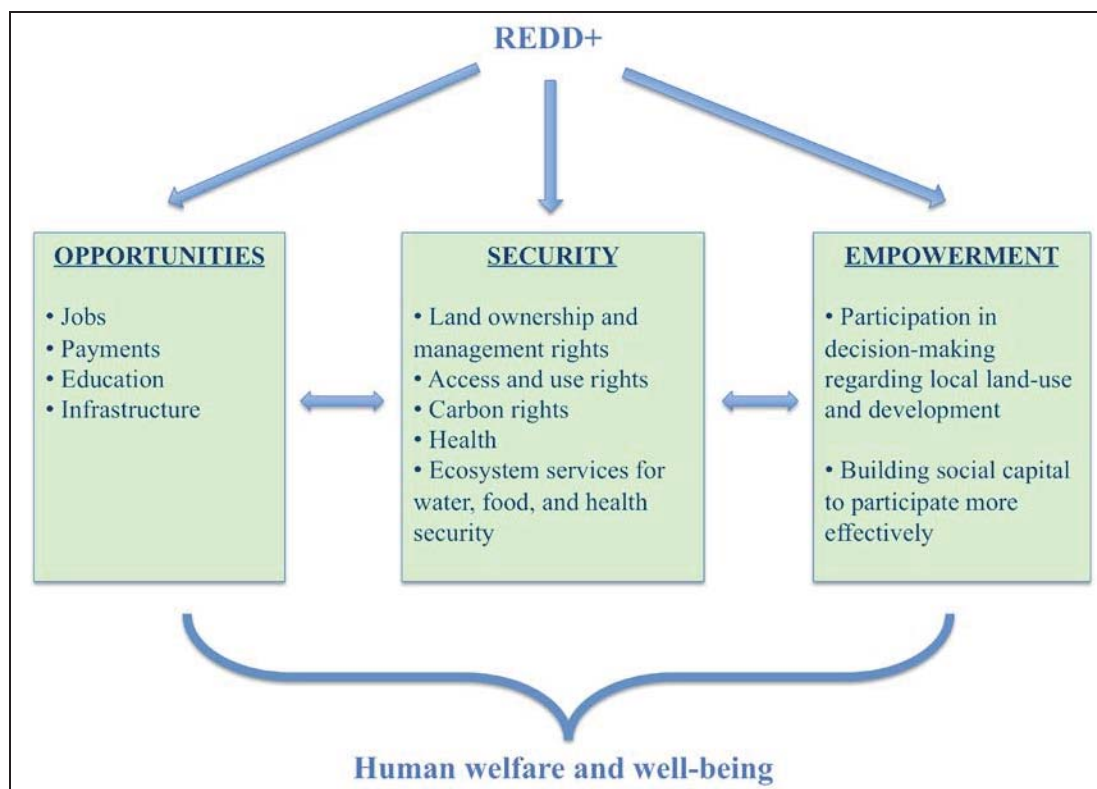 REDD+
OPPORTUNITIES
• Jobs
• Payments
• Education
• Infrastructure
SECURITY
• Land ownership and
management rights
• Access and use rights
• Carbon rights
• Health
• Ecosystem services for
water, food, and health
security
EMPOWERMENT
• Participation in
decision-making
regarding local land-use
and development
• Building social capital
to participate more
effectively
Human welfare and well-being